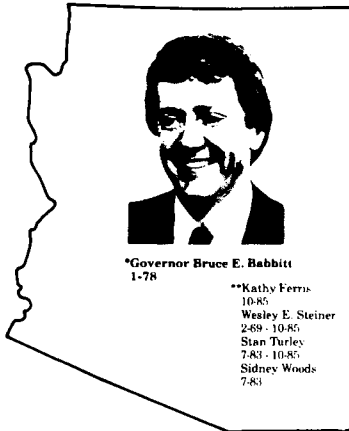 *Governor Bruce E. Babbitt
1-78
**Kathy Ferris
10-85
Wesley E. Steiner
2-69 - 10-85
Stan Turley
7-83 - 10-85
Sidney Woods
7-83